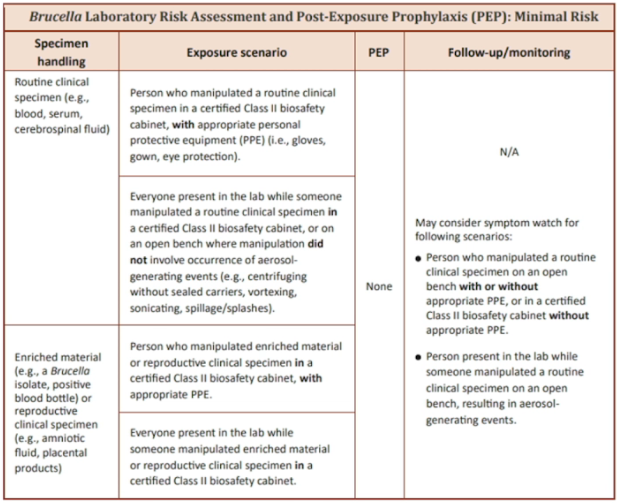 Brucella Laboratory Risk Assessment and Post-Exposure Prophylaxis (PEP): Minimal Risk
Specimen
handling
Exposure scenario
PEP
Follow-up/monitoring
Routine clinical
specimen (e.g.,
blood, serum,
cerebrospinal fluid)
Person who manipulated a routine clinical
specimen in a certified Class II biosafety
cabinet, with appropriate personal
protective equipment (PPE) (i.e., gloves,
gown, eye protection).
Everyone present in the lab while someone
manipulated a routine clinical specimen in
a certified Class II biosafety cabinet, or on
an open bench where manipulation did
not involve occurrence of aerosol-
generating events (e.g., centrifuging
without sealed carriers, vortexing,
sonicating, spillage/splashes).
Enriched material
(e.g., a Brucella
isolate, positive
blood bottle) or
reproductive
clinical specimen
(e.g., amniotic
fluid, placental
products)
Person who manipulated enriched material
or reproductive clinical specimen in a
certified Class II biosafety cabinet, with
appropriate PPE.
Everyone present in the lab while
someone manipulated enriched material
or reproductive clinical specimen in a
certified Class II biosafety cabinet.
None
N/A
May consider symptom watch for
following scenarios:
● Person who manipulated a routine
clinical specimen on an open
bench with or without
appropriate PPE, or in a certified
Class II biosafety cabinet without
appropriate PPE.
● Person present in the lab while
someone manipulated a routine
clinical specimen on an open
bench, resulting in aerosol-
generating events.